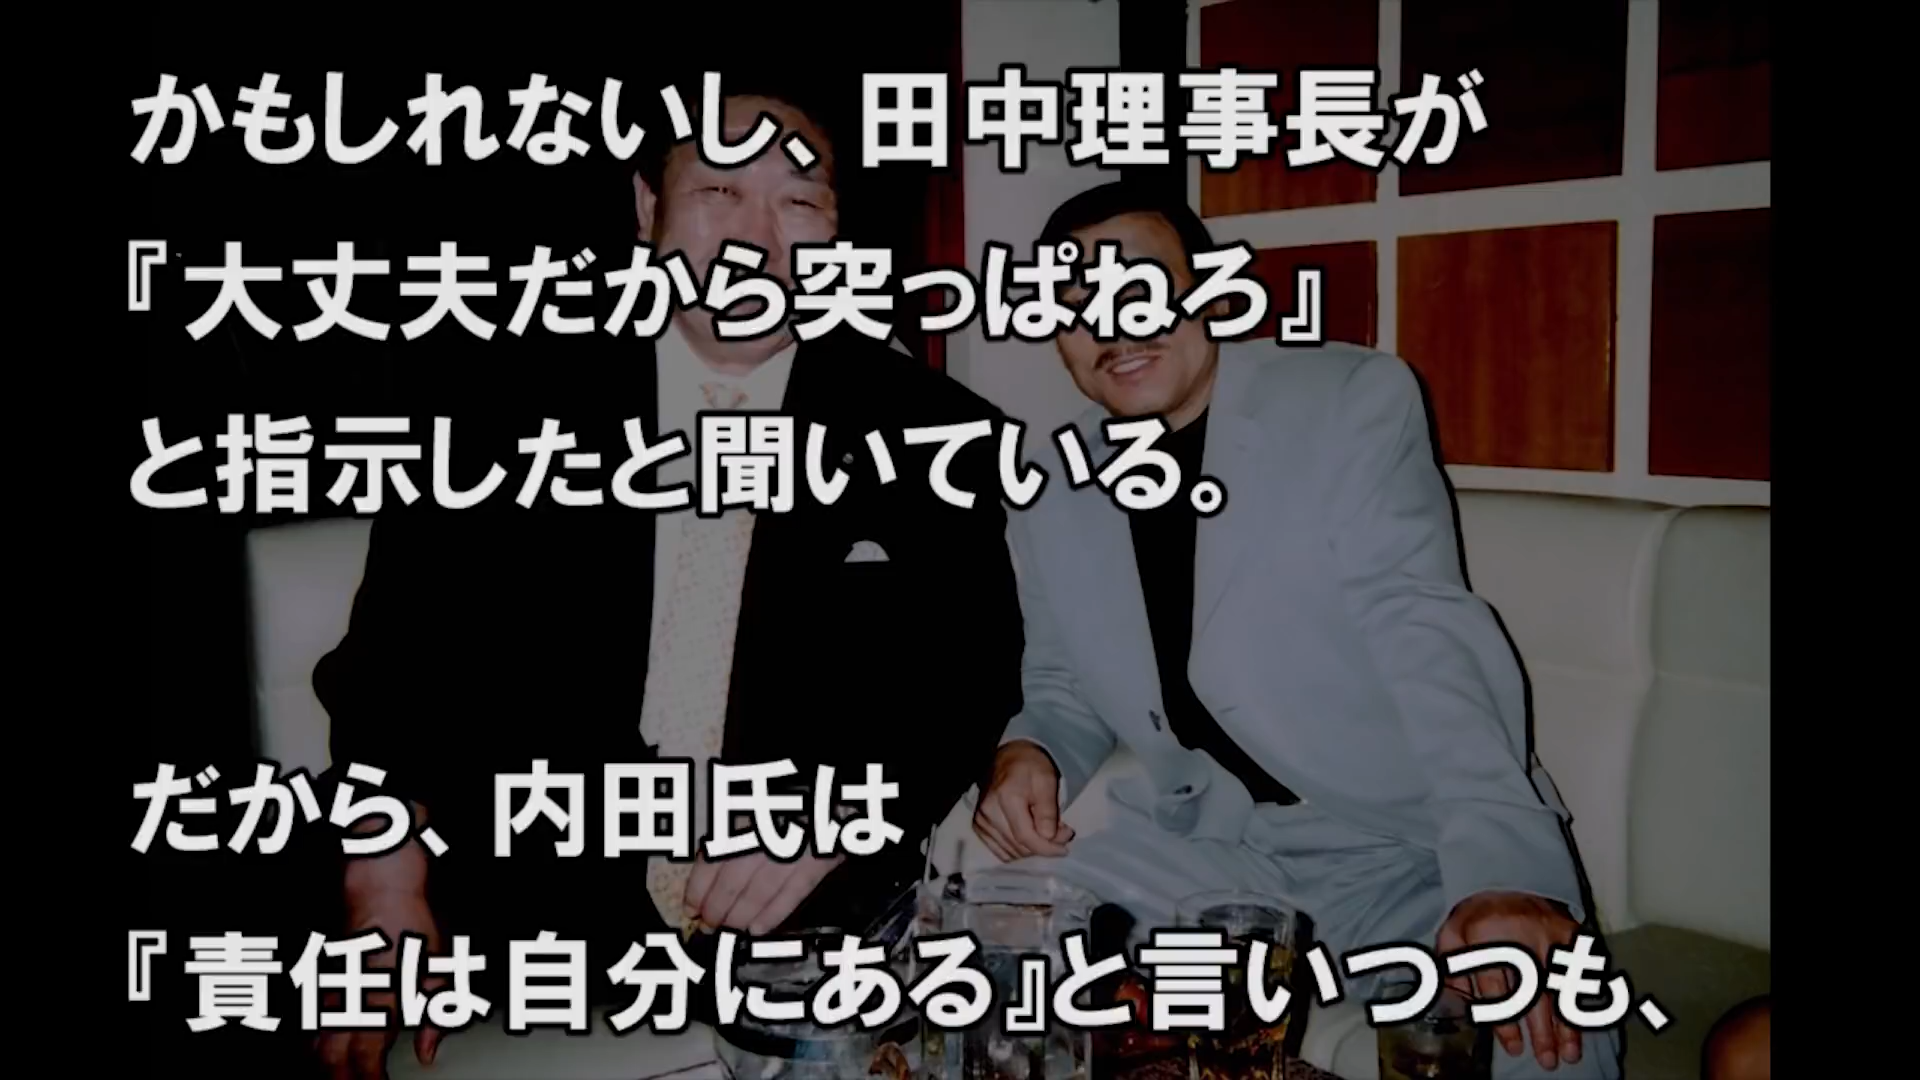 かもしれないし、田中理事長が
『大丈夫だから突っぱねろ』
と指示したと聞いている。
だから、内田氏は
『責任は自分にある』と言いつつも、